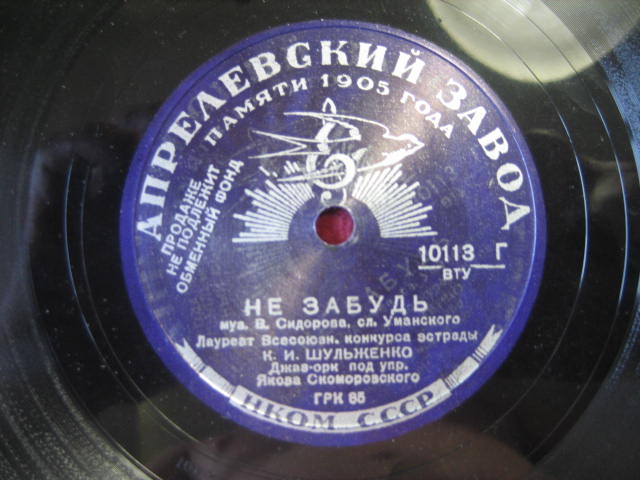 АПРЕЛЕВСКИЙ ЗАВОД
ПАМЯТИ 1905 ГОДА
ПРОДАЖЕ
НЕ ПОДЛЕЖИТ
ОБМЕННЫЙ ФОНД
10113 Г
ВТУ
НЕ ЗАБУДЬ
муз. В. Сидорова, сл. Уманского
Лауреат Всесоюзн. конкурса эстрады
К. И. ШУЛЬЖЕНКО
Джаз-орк под упр.
Якова Скоморовского
ГРК 65
НКОМ СССР